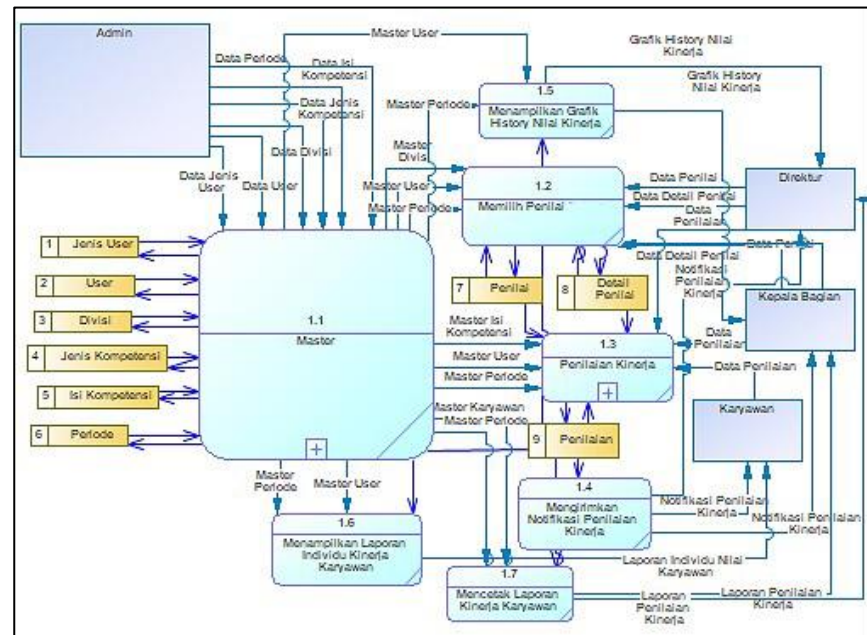 Admin
Master User
Grafik History Nilai
Kinerja
Data Periode
Data Isi
Kompetensi
Grafik History
Nilai Kinerja
1.5
Menampilkan Grafik
History Nilai Kinerja
Data Jenis
Kompetensi
Master Periode
Data Divisi
Master
Divisi
Data Jenis
User
Data User
Master User
Master Periode
1.2
Memilih Penilai
Data Penilai
Data Detail Penilai
Data
Penilaian
Direktur
1 Jenis User
2 User
3 Divisi
4 Jenis Kompetensi
5 Isi Kompetensi
6 Periode
1.1
Master
7 Penilai
8 Detail
Penilai
Data Penilai
Data Detail Penilai
Notifikasi
Penilaian
Kinerja
Kepala Bagian
Master Isi
Kompetensi
Master User
Master Periode
1.3
Penilaian Kinerja
Data
Penilaian
Data Penilaian
Karyawan
Master Karyawan
Master Periode
9 Penilaian
Master
Periode
Master User
1.4
Mengirimkan
Notifikasi Penilaian
Kinerja
Notifikasi Penilaian
Kinerja
Notifikasi Penilaian
Kinerja
1.6
Menampilkan Laporan
Individu Kinerja
Karyawan
Laporan Individu Nilai
Karyawan
1.7
Mencetak Laporan
Kinerja Karyawan
Laporan
Penilaian
Kinerja
Laporan Penilaian
Kinerja